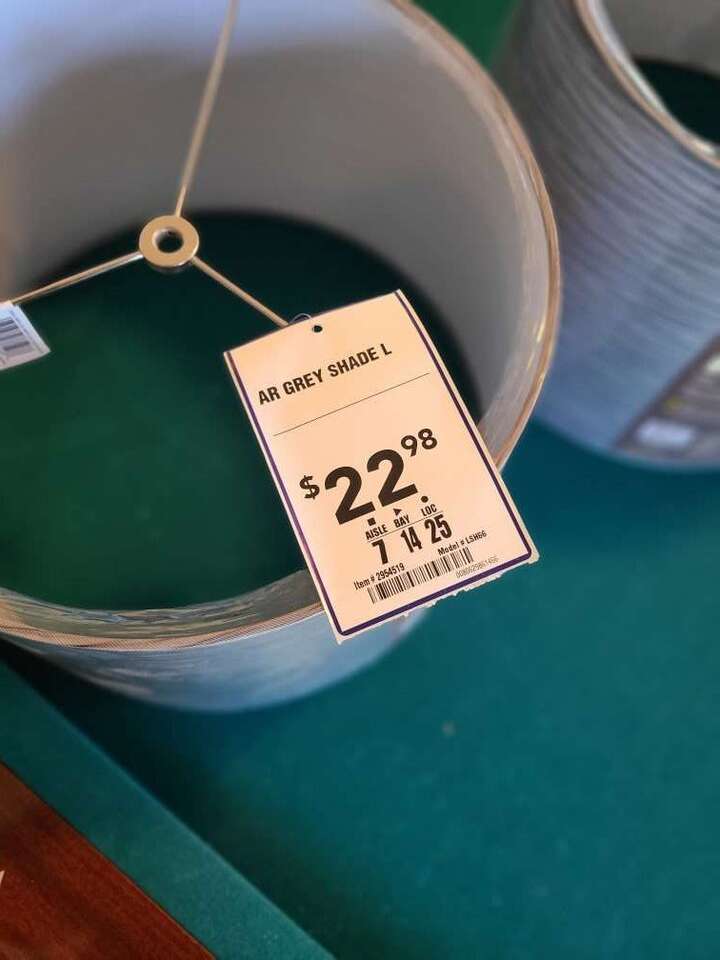 AR GREY SHADE L
$22.98
AISLE BAY LOC
7 14 25
Item # 2954519 Model # LSH66